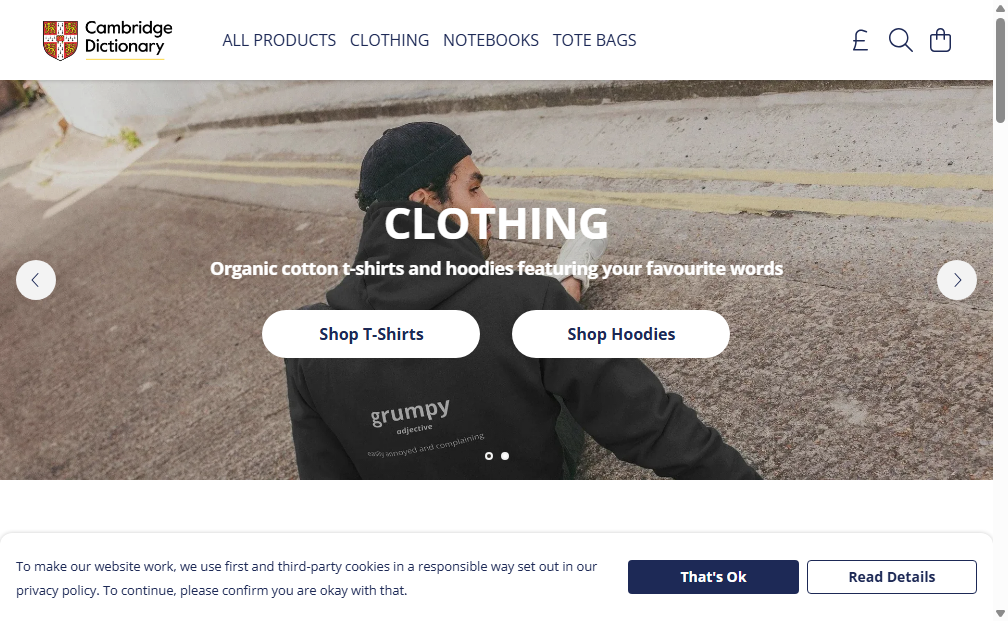 Cambridge
Dictionary
ALL PRODUCTS CLOTHING NOTEBOOKS TOTE BAGS
£
CLOTHING
Organic cotton t-shirts and hoodies featuring your favourite words
Shop T-Shirts Shop Hoodies
grumpy
adjective
easily annoyed and complaining
To make our website work, we use first and third-party cookies in a responsible way set out in our
privacy policy. To continue, please confirm you are okay with that.
That's Ok Read Details